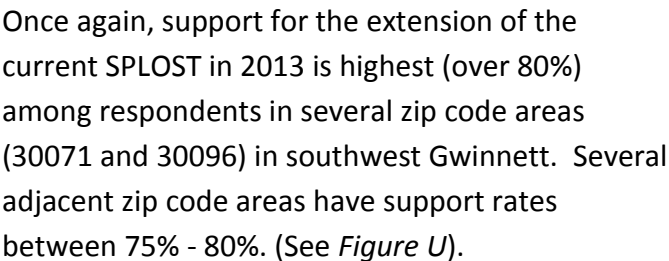 Once again, support for the extension of the
current SPLOST in 2013 is highest (over 80%)
among respondents in several zip code areas
(30071 and 30096) in southwest Gwinnett.  Several
adjacent zip code areas have support rates
between 75% - 80%. (See Figure U).